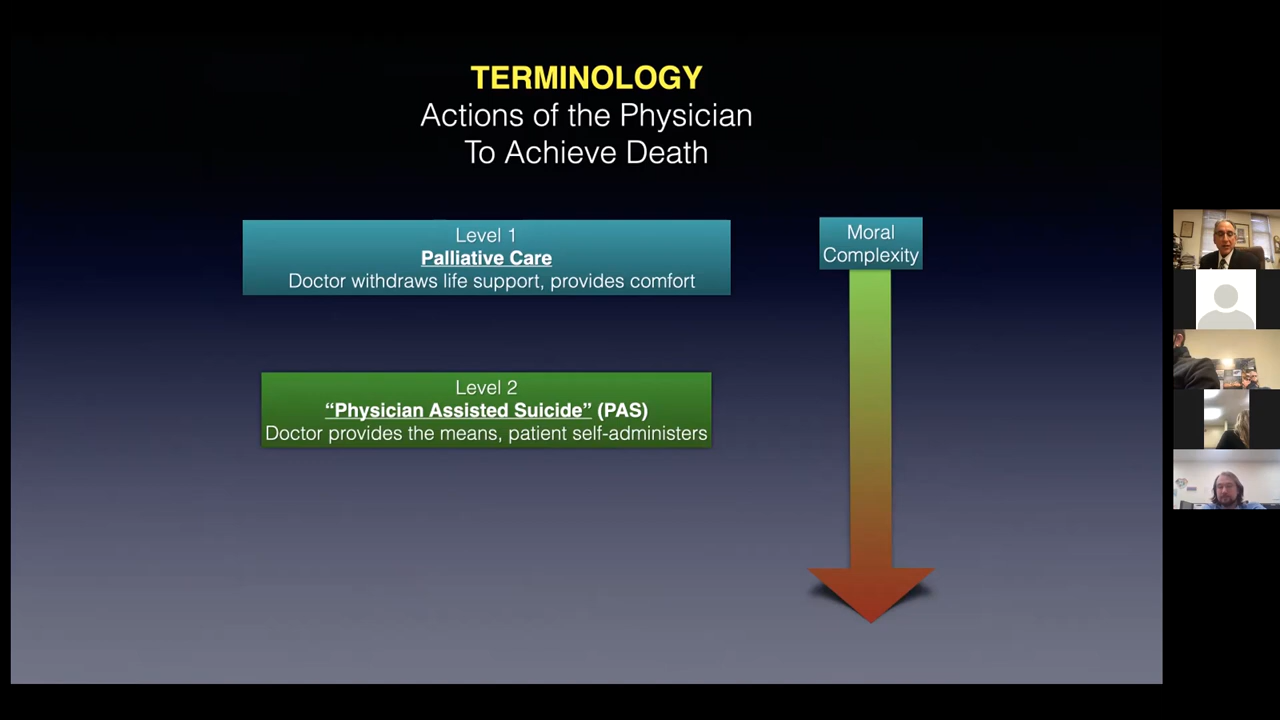 TERMINOLOGY
Actions of the Physician
To Achieve Death
Level 1
Palliative Care
Doctor withdraws life support, provides comfort
Moral
Complexity
Level 2
“Physician Assisted Suicide” (PAS)
Doctor provides the means, patient self-administers